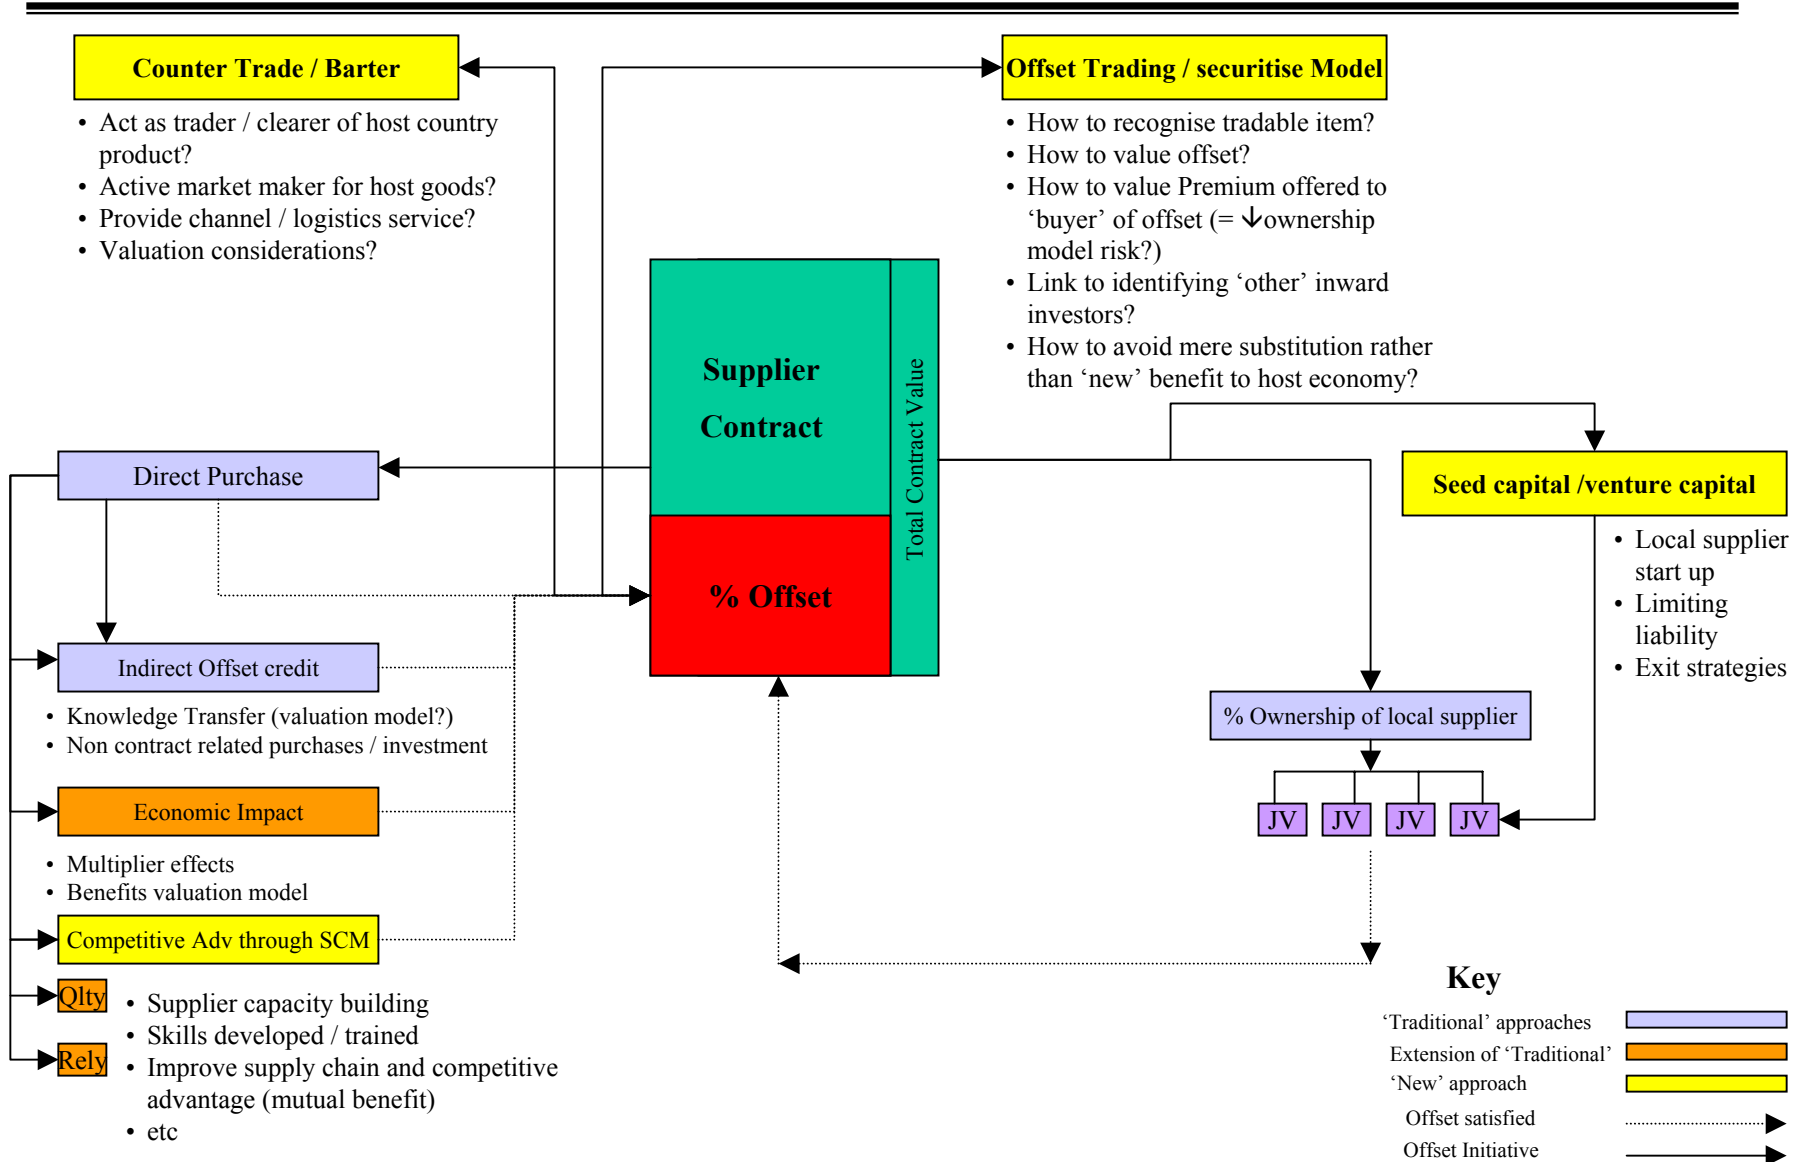 Counter Trade / Barter
• Act as trader / clearer of host country
product?
• Active market maker for host goods?
• Provide channel / logistics service?
• Valuation considerations?
Offset Trading / securitise Model
• How to recognise tradable item?
• How to value offset?
• How to value Premium offered to
‘buyer’ of offset (= ↓ownership
model risk?)
• Link to identifying ‘other’ inward
investors?
• How to avoid mere substitution rather
than ‘new’ benefit to host economy?
Supplier
Contract
Total Contract Value
% Offset
Direct Purchase
Indirect Offset credit
• Knowledge Transfer (valuation model?)
• Non contract related purchases / investment
Economic Impact
• Multiplier effects
• Benefits valuation model
Competitive Adv through SCM
Qlty
Rely
• Supplier capacity building
• Skills developed / trained
• Improve supply chain and competitive
advantage (mutual benefit)
• etc
Seed capital /venture capital
• Local supplier
start up
• Limiting
liability
• Exit strategies
% Ownership of local supplier
JV JV JV JV
Key
‘Traditional’ approaches
Extension of ‘Traditional’
‘New’ approach
Offset satisfied
Offset Initiative